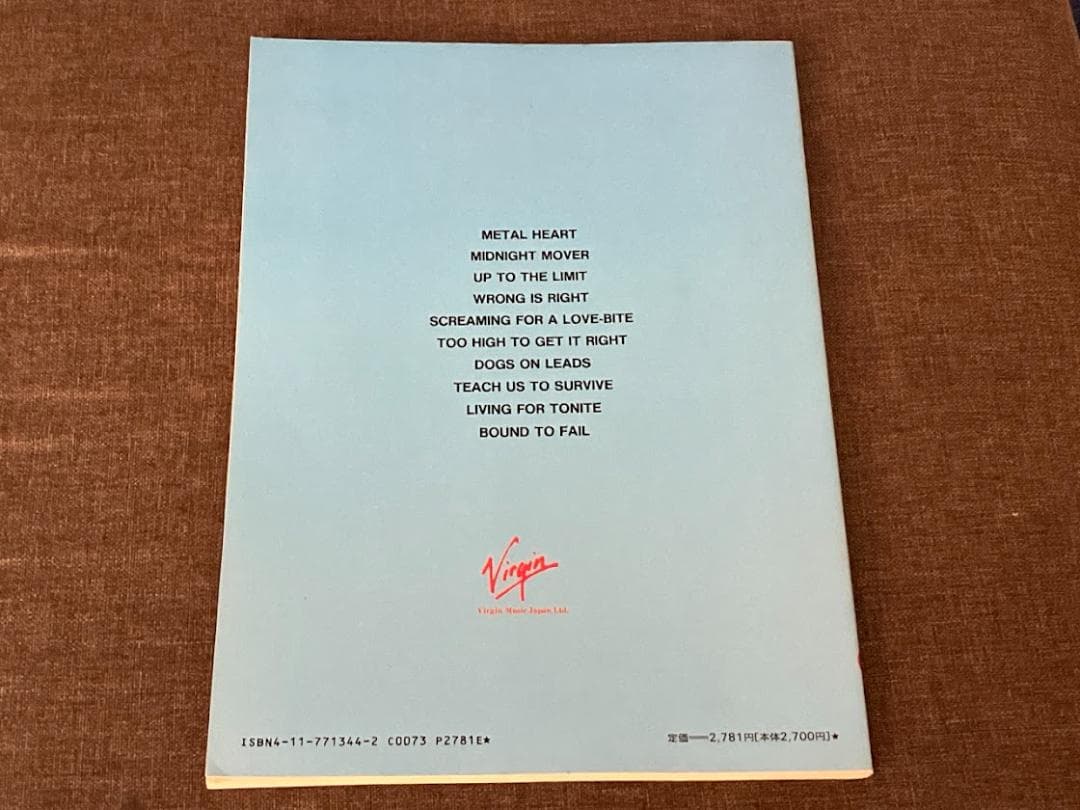 METAL HEART
MIDNIGHT MOVER
UP TO THE LIMIT
WRONG IS RIGHT
SCREAMING FOR A LOVE-BITE
TOO HIGH TO GET IT RIGHT
DOGS ON LEADS
TEACH US TO SURVIVE
LIVING FOR TONITE
BOUND TO FAIL
Virgin
Virgin Music Japan, Ltd.
ISBN4-11-771344-2 C0073 P2781E★
定価━━2,781円[本体2,700円]★